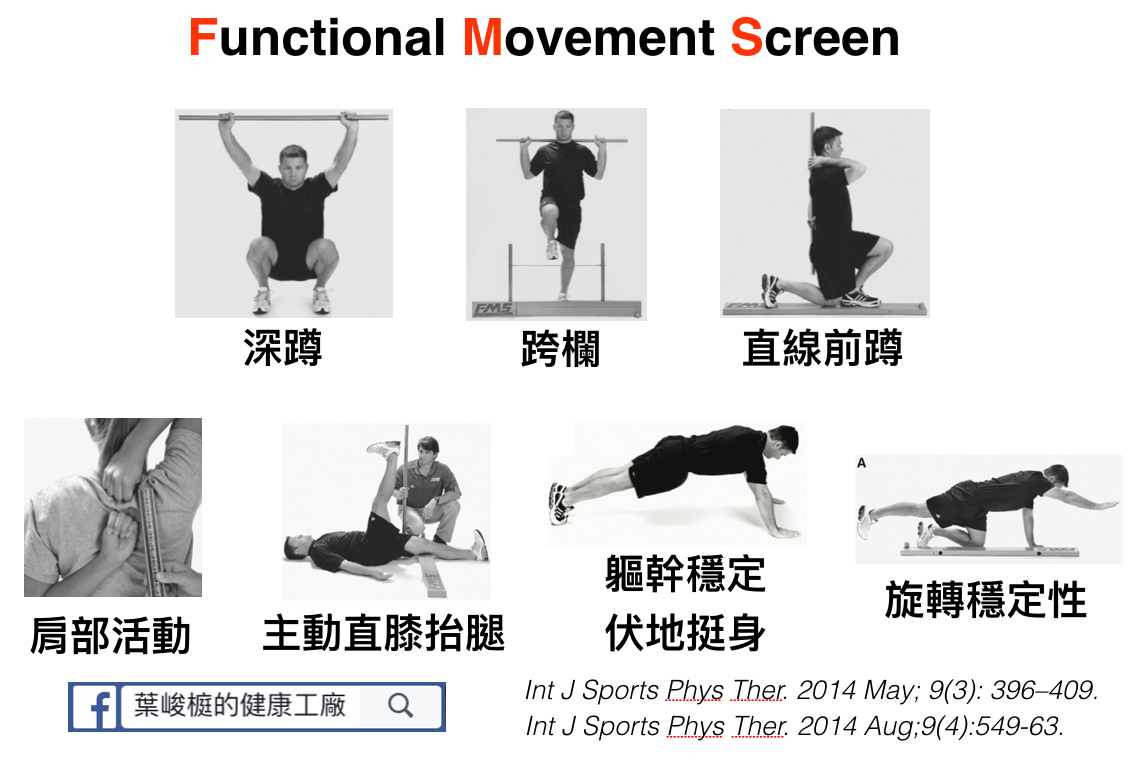 Functional Movement Screen
FMS
深蹲
跨欄
直線前蹲
肩部活動
主動直膝抬腿
軀幹穩定
伏地挺身
A
旋轉穩定性
f 葉峻榳的健康工廠
Int J Sports Phys Ther. 2014 May; 9(3): 396–409.
Int J Sports Phys Ther. 2014 Aug;9(4):549-63.